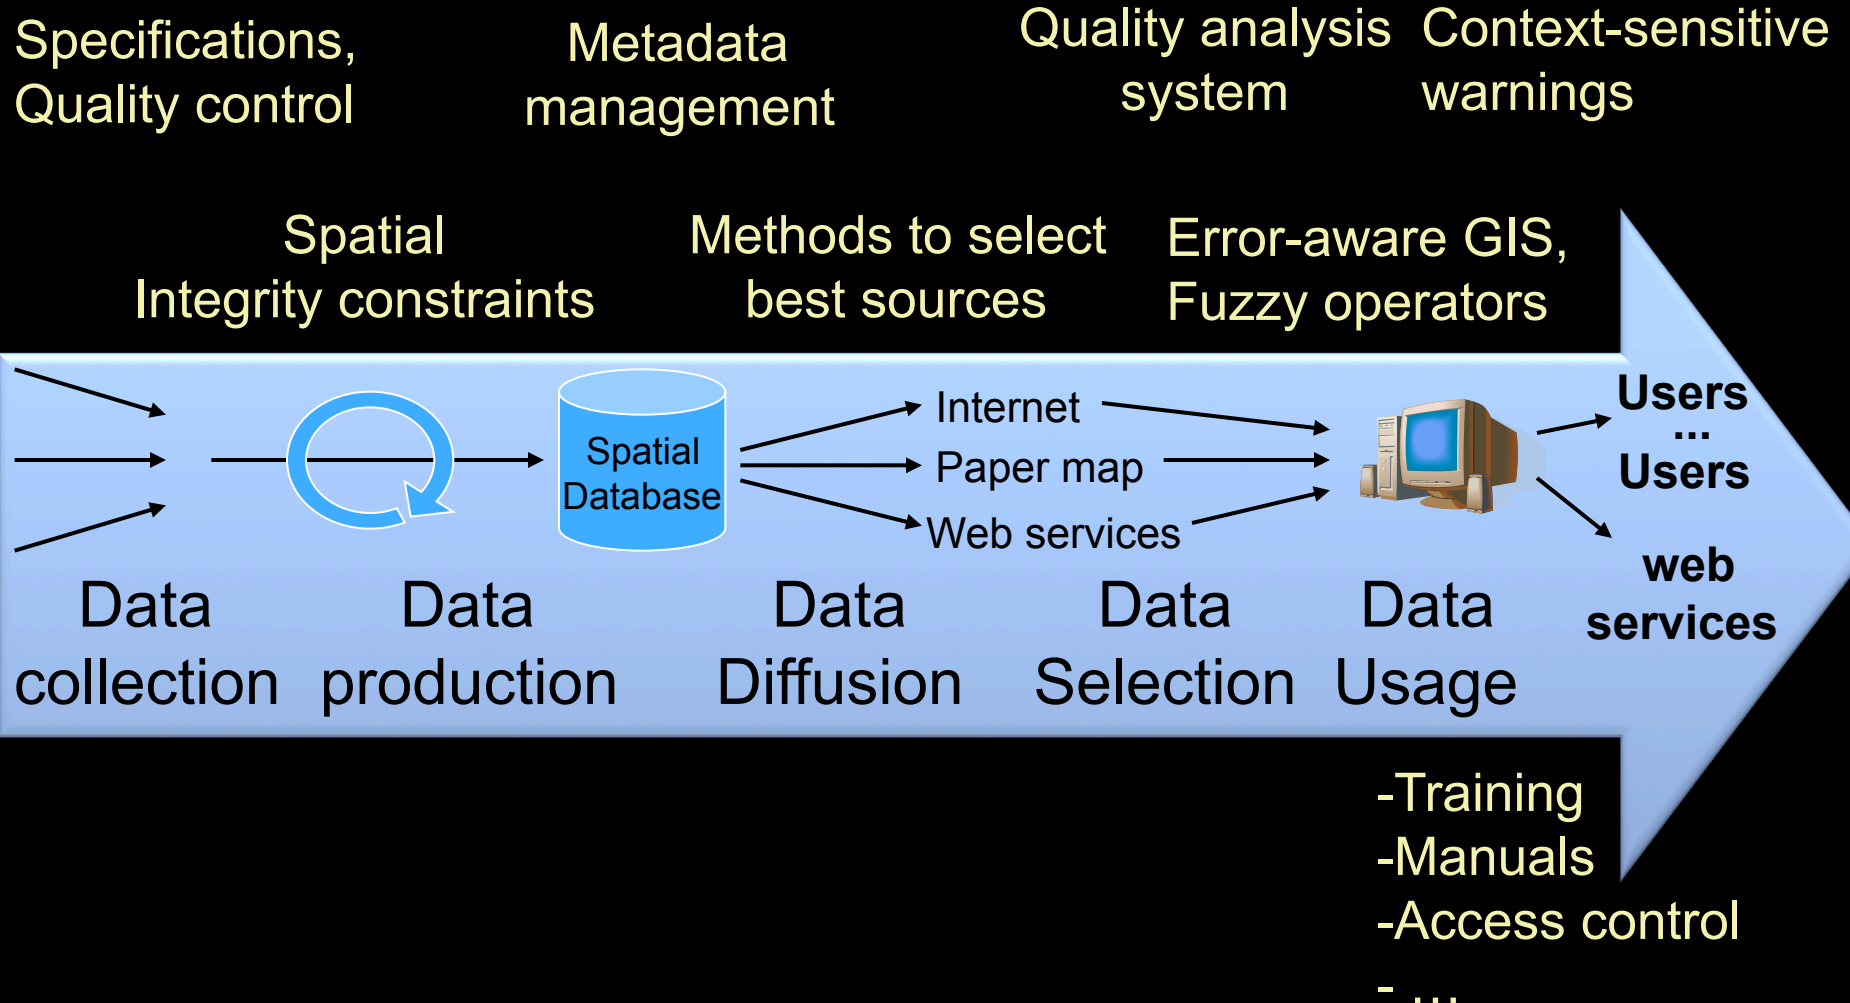 Specifications,
Quality control
Metadata
management
Quality analysis
system
Context-sensitive
warnings
Spatial
Integrity constraints
Methods to select
best sources
Error-aware GIS,
Fuzzy operators
Spatial
Database
Internet
Paper map
Web services
Users
...
Users
web
services
Data
collection
Data
production
Data
Diffusion
Data
Selection
Data
Usage
-Training
-Manuals
-Access control
- ...